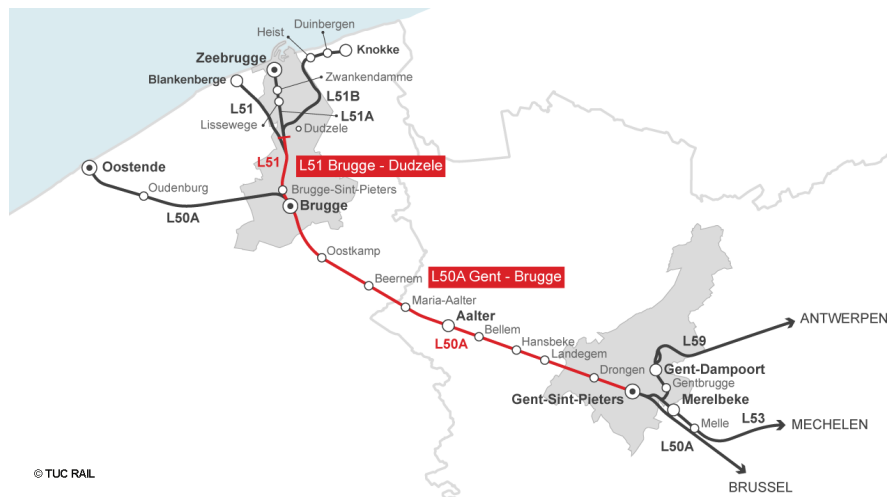 Duinbergen
Heist
Knokke
Zeebrugge
Blankenberge
Zwankendamme
L51B
L51
L51A
Lissewege
Dudzele
L51
L51 Brugge - Dudzele
Oostende
Oudenburg
Brugge-Sint-Pieters
L50A
Brugge
Oostkamp
Beernem
L50A Gent - Brugge
Maria-Aalter
Aalter
L50A
Bellem
Hansbeke
Landegem
Drongen
Gent-Sint-Pieters
ANTWERPEN
L59
Gent-Dampoort
Gentbrugge
Merelbeke
Melle
L53
MECHELEN
L50A
BRUSSEL
© TUC RAIL